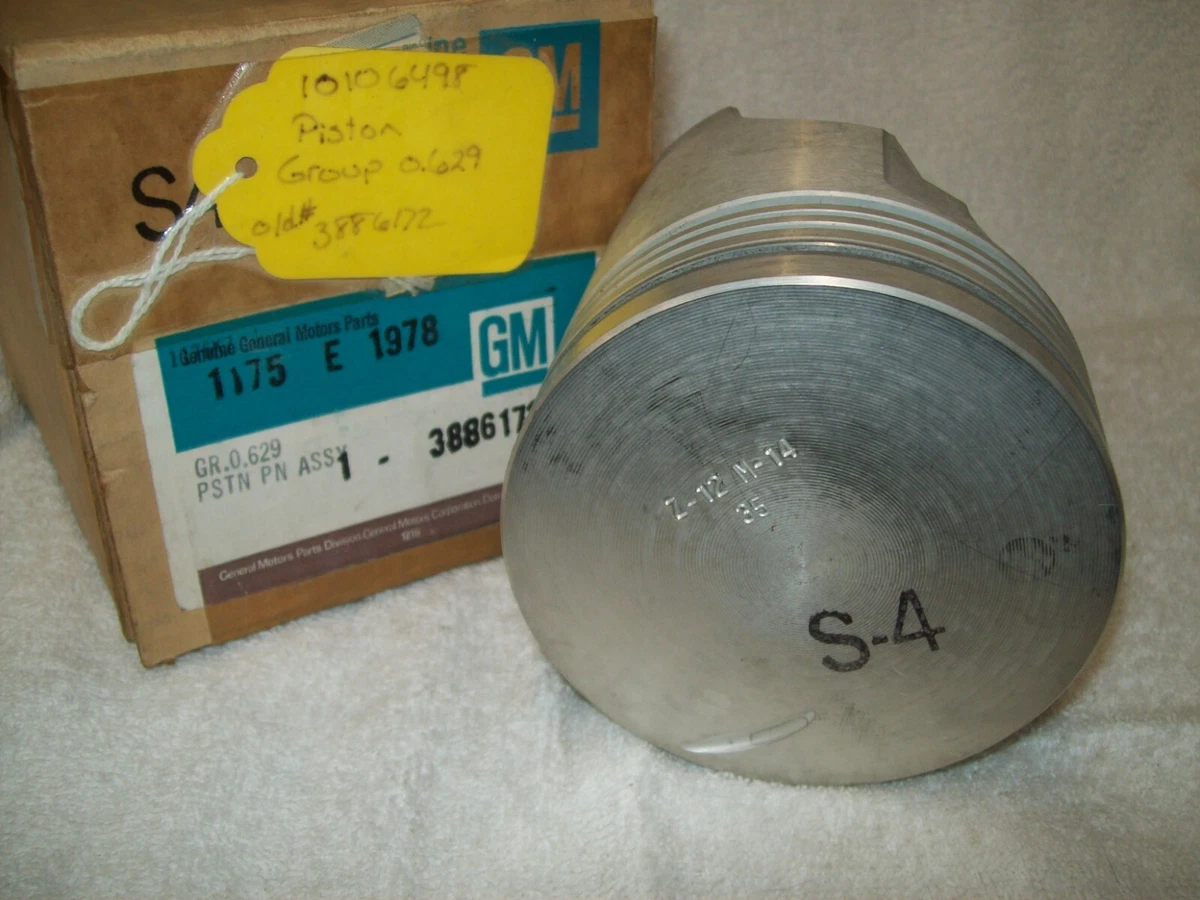 GM
10106498
Piston
Group 0.629
old# 3886172
Genuine General Motors Parts
1175 E 1978
GM
GR.0.629
PSTN PN ASSY
1 - 388617
General Motors Parts Division General Motors Corporation
Z-12 M-14
35
S-4